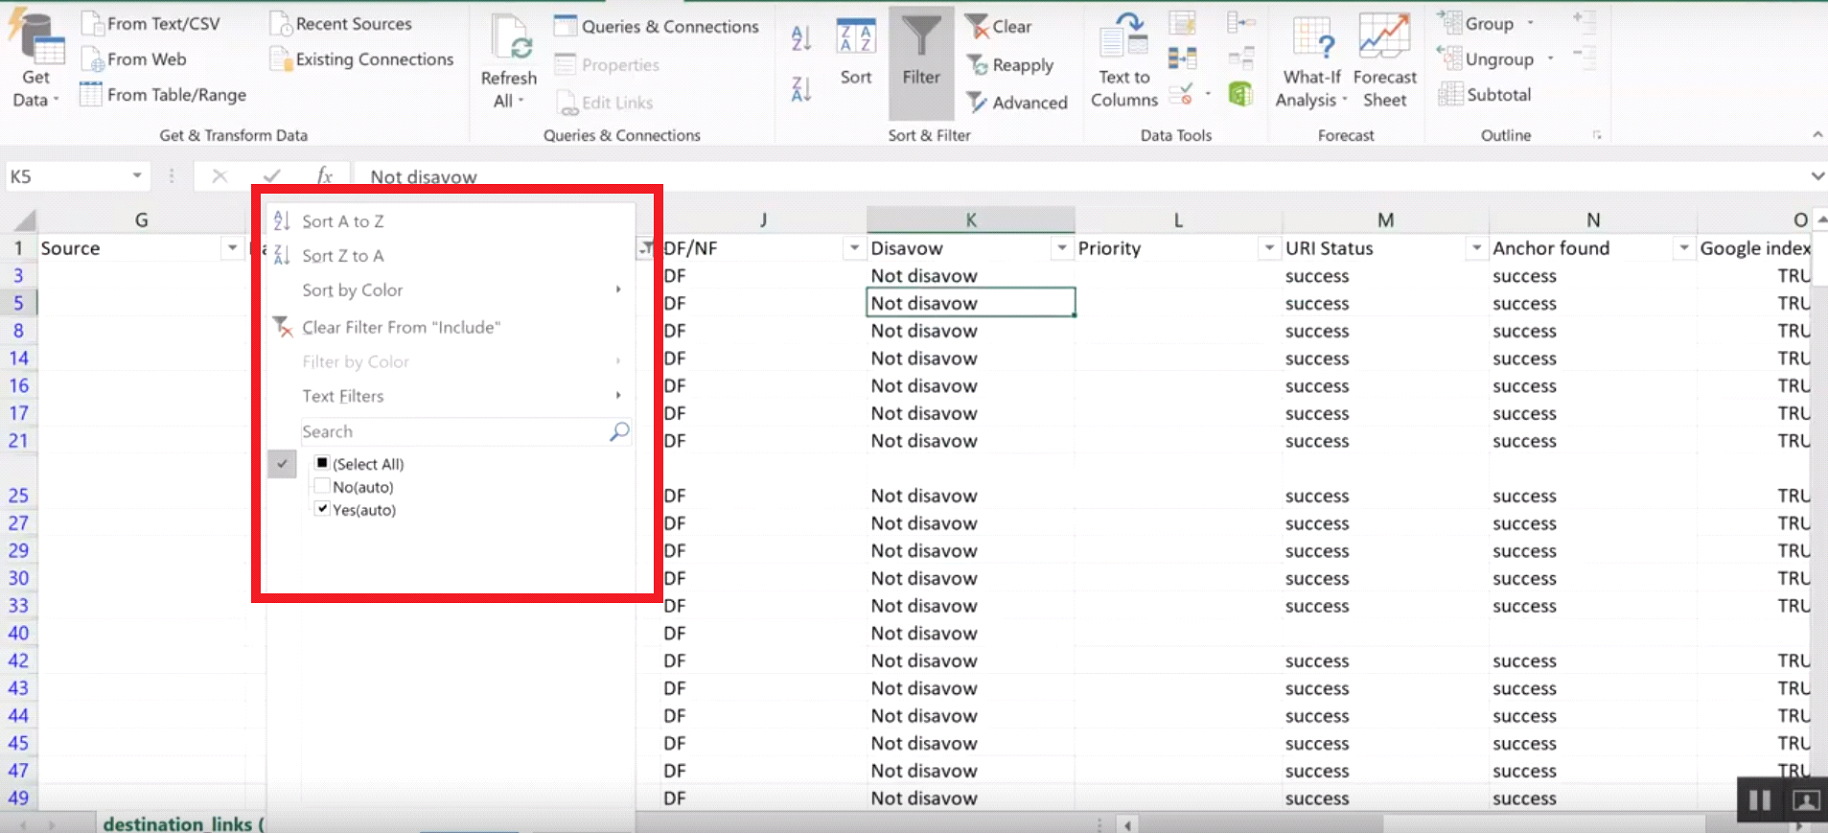 Get Data
From Text/CSV
From Web
From Table/Range
Recent Sources
Existing Connections
Get & Transform Data
Refresh All
Queries & Connections
Properties
Edit Links
Queries & Connections
Sort
Filter
Clear
Reapply
Advanced
Sort & Filter
Text to Columns
Data Tools
What-If Analysis
Forecast Sheet
Forecast
Group
Ungroup
Subtotal
Outline
K5
fx
Not disavow
G J K L M N O
1 Source DF/NF Disavow Priority URI Status Anchor found Google index
Sort A to Z
Sort Z to A
Sort by Color
Clear Filter From "Include"
Filter by Color
Text Filters
Search
(Select All)
No(auto)
Yes(auto)
3 DF Not disavow success success TRU
5 DF Not disavow success success TRU
8 DF Not disavow success success TRU
14 DF Not disavow success success TRU
16 DF Not disavow success success TRU
17 DF Not disavow success success TRU
21 DF Not disavow success success TRU
25 DF Not disavow success success TRU
27 DF Not disavow success success TRU
29 DF Not disavow success success TRU
30 DF Not disavow success success TRU
33 DF Not disavow success success TRU
40 DF Not disavow
42 DF Not disavow success success TRU
43 DF Not disavow success success TRU
44 DF Not disavow success success TRU
45 DF Not disavow success success TRU
47 DF Not disavow success success TRU
49 DF Not disavow success success
destination_links (